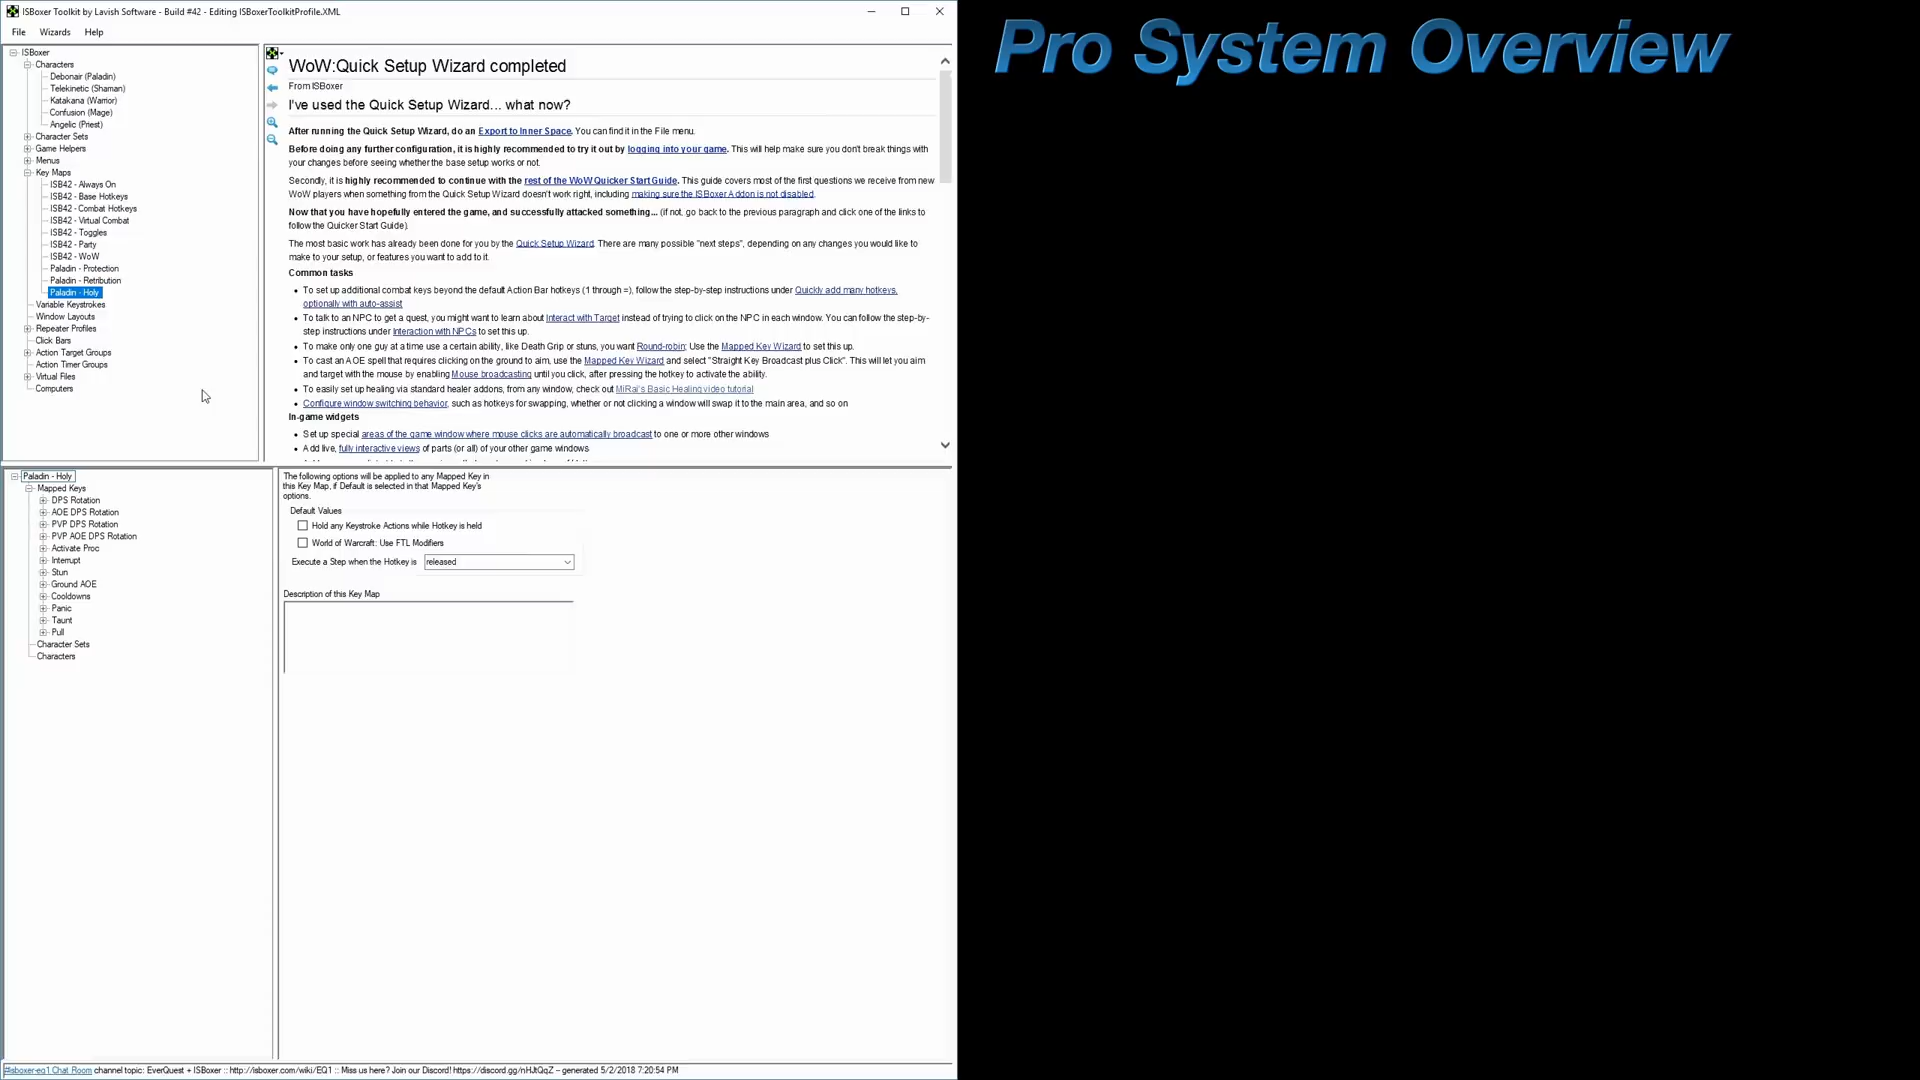 ISBoxer Toolkit by Lavish Software - Build #42 - Editing ISBoxerToolkitProfile.XML
File Wizards Help
ISBoxer
Characters
Debonair (Paladin)
Telekinetic (Shaman)
Katakana (Warrior)
Confusion (Mage)
Angelic (Priest)
Character Sets
Game Helpers
Menus
Key Maps
ISB42 - Always On
ISB42 - Base Hotkeys
ISB42 - Combat Hotkeys
ISB42 - Virtual Combat
ISB42 - Toggles
ISB42 - Party
ISB42 - WoW
Paladin - Protection
Paladin - Retribution
Paladin - Holy
Variable Keystrokes
Window Layouts
Repeater Profiles
Click Bars
Action Target Groups
Action Timer Groups
Virtual Files
Computers
WoW:Quick Setup Wizard completed
From ISBoxer
I've used the Quick Setup Wizard... what now?
After running the Quick Setup Wizard, do an Export to Inner Space. You can find it in the File menu.
Before doing any further configuration, it is highly recommended to try it out by logging into your game. This will help make sure you don't break things with
your changes before seeing whether the base setup works or not.
Secondly, it is highly recommended to continue with the rest of the WoW Quicker Start Guide. This guide covers most of the first questions we receive from new
WoW players when something from the Quick Setup Wizard doesn't work right, including making sure the ISBoxer Addon is not disabled.
Now that you have hopefully entered the game, and successfully attacked something... (if not, go back to the previous paragraph and click one of the links to
follow the Quicker Start Guide).
The most basic work has already been done for you by the Quick Setup Wizard. There are many possible "next steps", depending on any changes you would like to
make to your setup, or features you want to add to it.
Common tasks
• To set up additional combat keys beyond the default Action Bar hotkeys (1 through =), follow the step-by-step instructions under Quickly add many hotkeys,
optionally with auto-assist
• To talk to an NPC to get a quest, you might want to learn about Interact with Target instead of trying to click on the NPC in each window. You can follow the step-by-
step instructions under Interaction with NPCs to set this up.
• To make only one guy at a time use a certain ability, like Death Grip or stuns, you want Round-robin; Use the Mapped Key Wizard to set this up.
• To cast an AOE spell that requires clicking on the ground to aim, use the Mapped Key Wizard and select "Straight Key Broadcast plus Click". This will let you aim
and target with the mouse by enabling Mouse broadcasting until you click, after pressing the hotkey to activate the ability.
• To easily set up healing via standard healer addons, from any window, check out MiRai's Basic Healing video tutorial
• Configure window switching behavior, such as hotkeys for swapping, whether or not clicking a window will swap it to the main area, and so on
In-game widgets
• Set up special areas of the game window where mouse clicks are automatically broadcast to one or more other windows
• Add live, fully interactive views of parts (or all) of your other game windows
Paladin - Holy
Mapped Keys
DPS Rotation
AOE DPS Rotation
PVP DPS Rotation
PVP AOE DPS Rotation
Activate Proc
Interrupt
Stun
Ground AOE
Cooldowns
Panic
Taunt
Pull
Character Sets
Characters
The following options will be applied to any Mapped Key in
this Key Map, if Default is selected in that Mapped Key's
options.
Default Values
Hold any Keystroke Actions while Hotkey is held
World of Warcraft: Use FTL Modifiers
Execute a Step when the Hotkey is released
Description of this Key Map
#isboxer-eq1 Chat Room channel topic: EverQuest + ISBoxer :: http://isboxer.com/wiki/EQ1 :: Miss us here? Join our Discord! https://discord.gg/nHJtQqZ -- generated 5/2/2018 7:20:54 PM
Pro System Overview